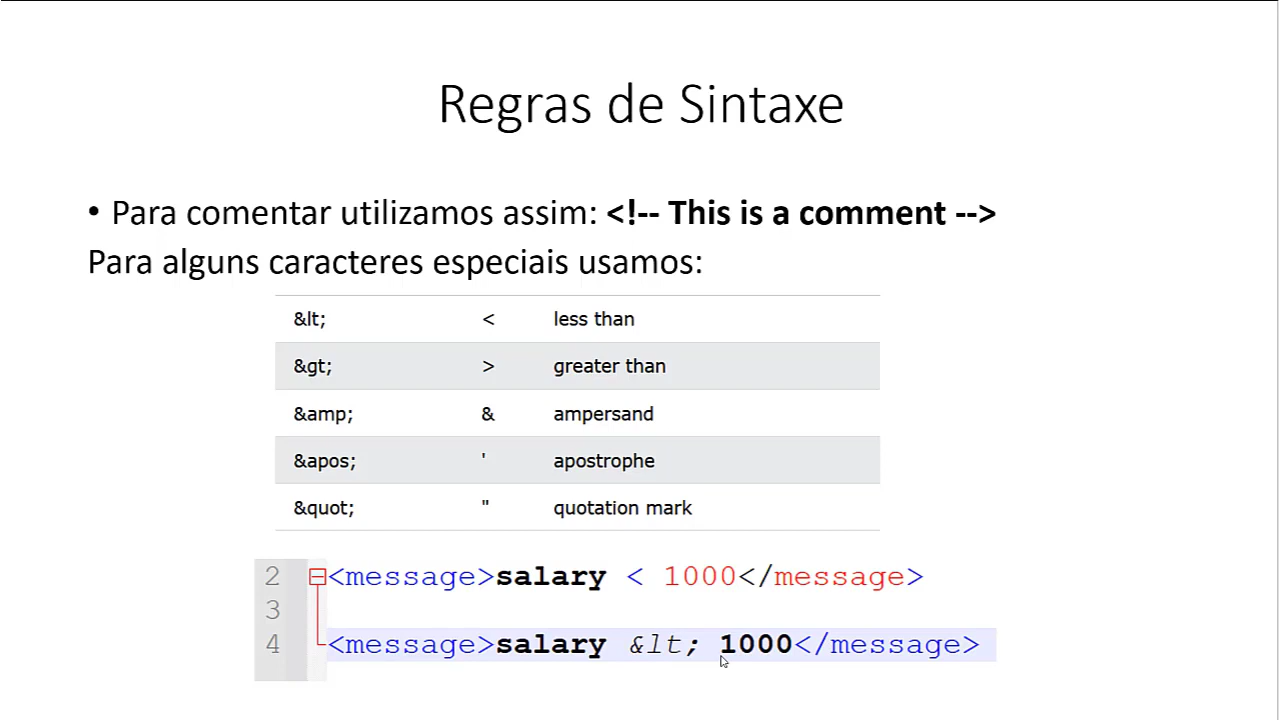 Regras de Sintaxe
• Para comentar utilizamos assim: <!-- This is a comment -->
Para alguns caracteres especiais usamos:
&lt; < less than
&gt; > greater than
&amp; & ampersand
&apos; ' apostrophe
&quot; " quotation mark
2 <message>salary < 1000</message>
3
4 <message>salary &lt; 1000</message>